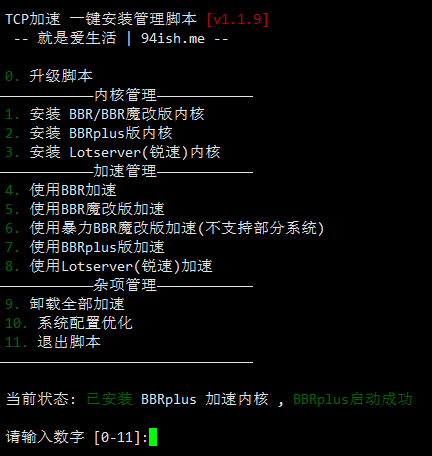 TCP加速 一键安装管理脚本 [v1.1.9]
-- 就是爱生活 | 94ish.me --
0. 升级脚本
————————————内核管理————————————
1. 安装 BBR/BBR魔改版内核
2. 安装 BBRplus版内核
3. 安装 Lotserver(锐速)内核
————————————加速管理————————————
4. 使用BBR加速
5. 使用BBR魔改版加速
6. 使用暴力BBR魔改版加速(不支持部分系统)
7. 使用BBRplus版加速
8. 使用Lotserver(锐速)加速
————————————杂项管理————————————
9. 卸载全部加速
10. 系统配置优化
11. 退出脚本
————————————————————————————————
当前状态: 已安装 BBRplus 加速内核 , BBRplus启动成功
请输入数字 [0-11]: